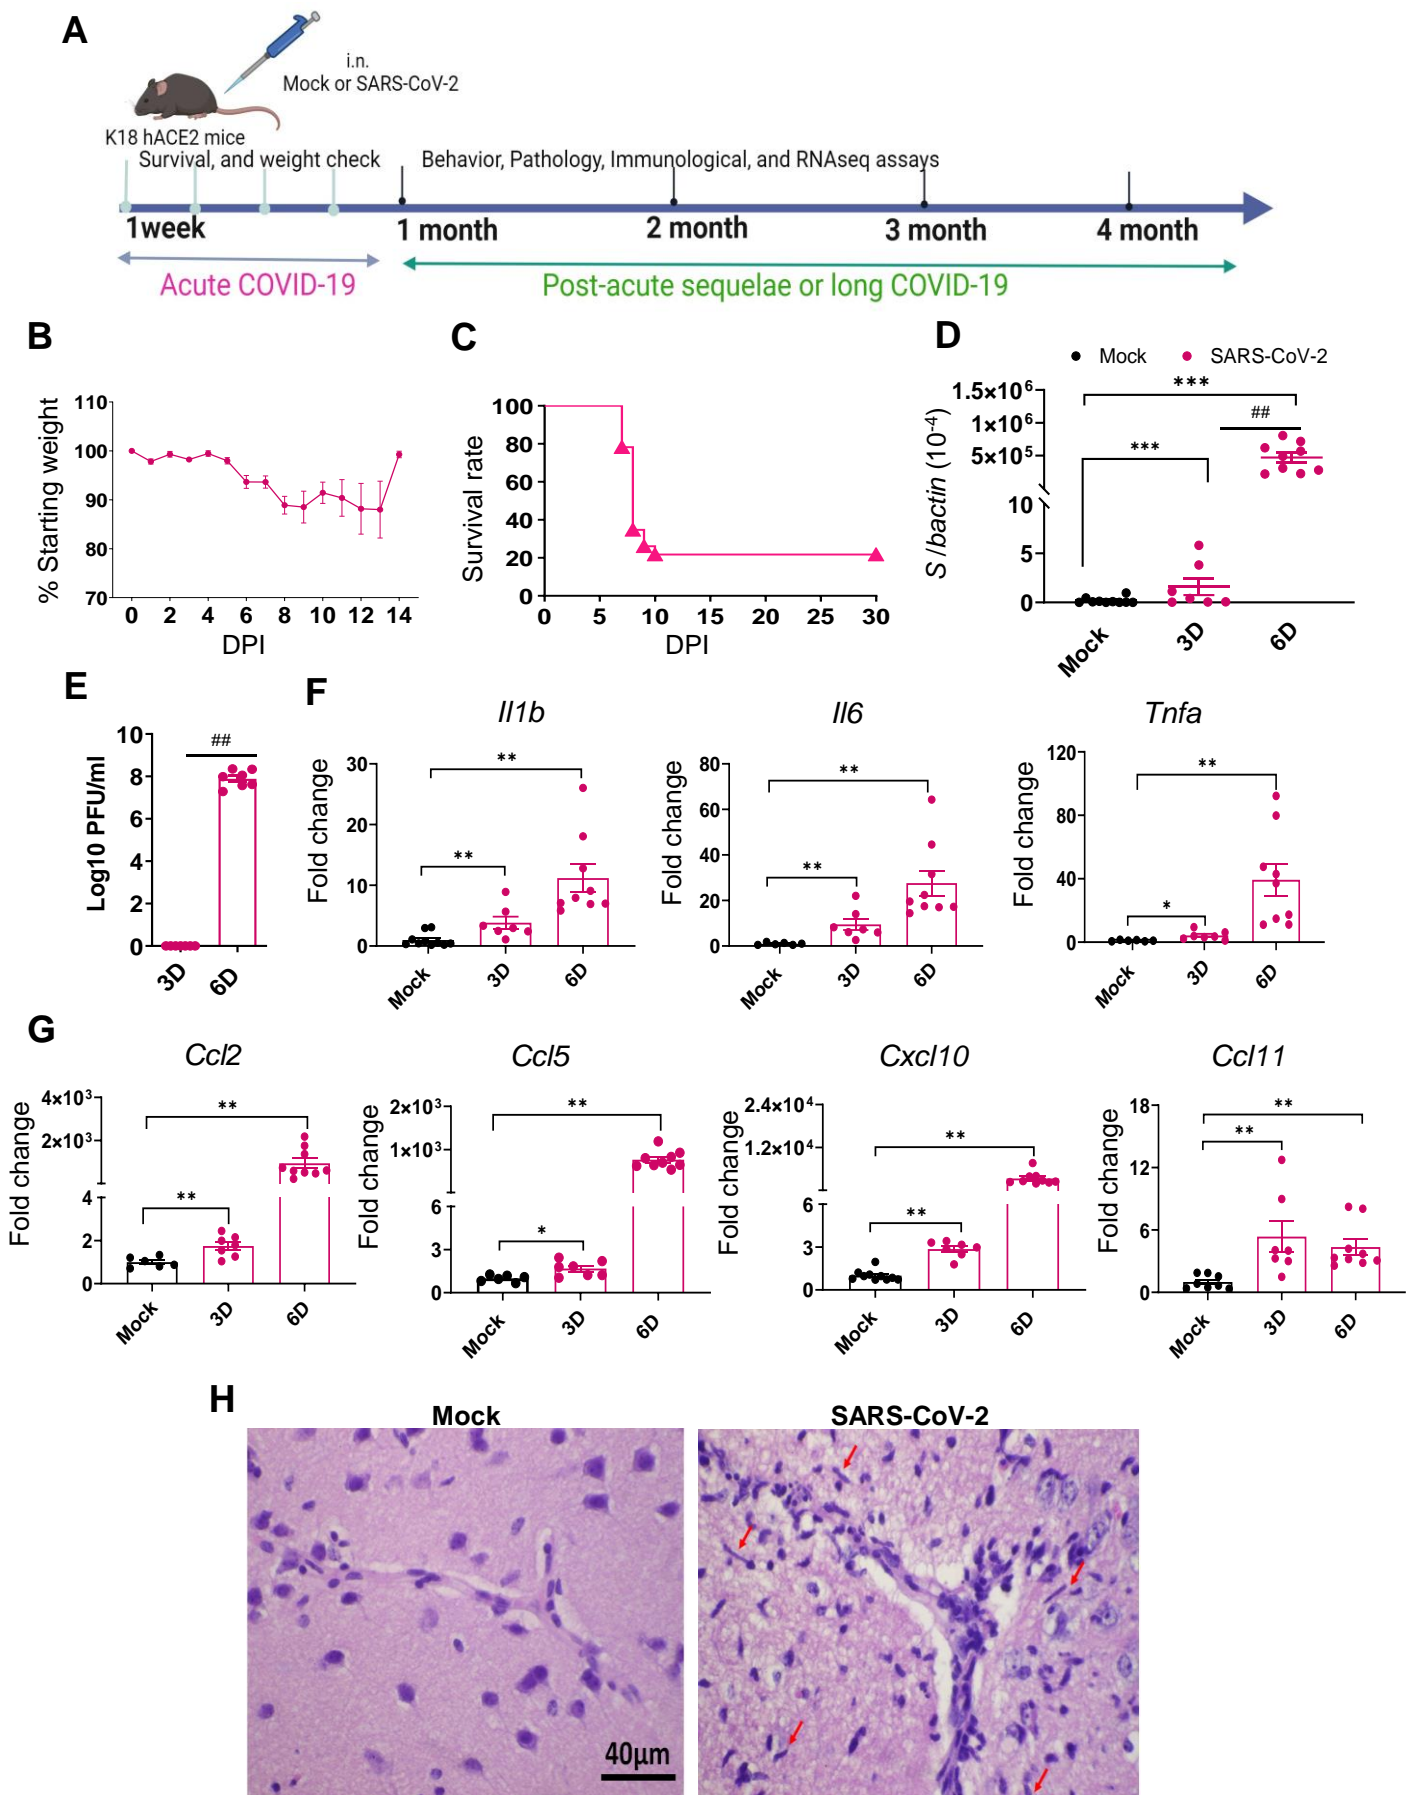 A
i.n.
Mock or SARS-CoV-2
K18 hACE2 mice
Survival, and weight check
Behavior, Pathology, Immunological, and RNAseq assays
1week
1 month
2 month
3 month
4 month
Acute COVID-19
Post-acute sequelae or long COVID-19
B
% Starting weight
110
100
90
80
70
0 2 4 6 8 10 12 14
DPI
C
Survival rate
100
80
60
40
20
0
0 5 10 15 20 25 30
DPI
D
Mock
SARS-CoV-2
S /bactin (10⁻⁴)
1.5×10⁶
1×10⁶
5×10⁵
10
5
0
***
##
***
Mock 3D 6D
E
Log10 PFU/ml
10
8
6
4
2
0
##
3D 6D
F
Il1b
Fold change
30
20
10
0
**
**
Mock 3D 6D
Il6
Fold change
80
60
40
20
0
**
**
Mock 3D 6D
Tnfa
Fold change
120
80
40
0
**
*
Mock 3D 6D
G
Ccl2
Fold change
4×10³
2×10³
4
2
0
**
**
Mock 3D 6D
Ccl5
Fold change
2×10³
1×10³
6
3
0
**
*
Mock 3D 6D
Cxcl10
Fold change
2.4×10⁴
1.2×10⁴
6
3
0
**
**
Mock 3D 6D
Ccl11
Fold change
18
12
6
0
**
**
Mock 3D 6D
H
Mock
SARS-CoV-2
40µm